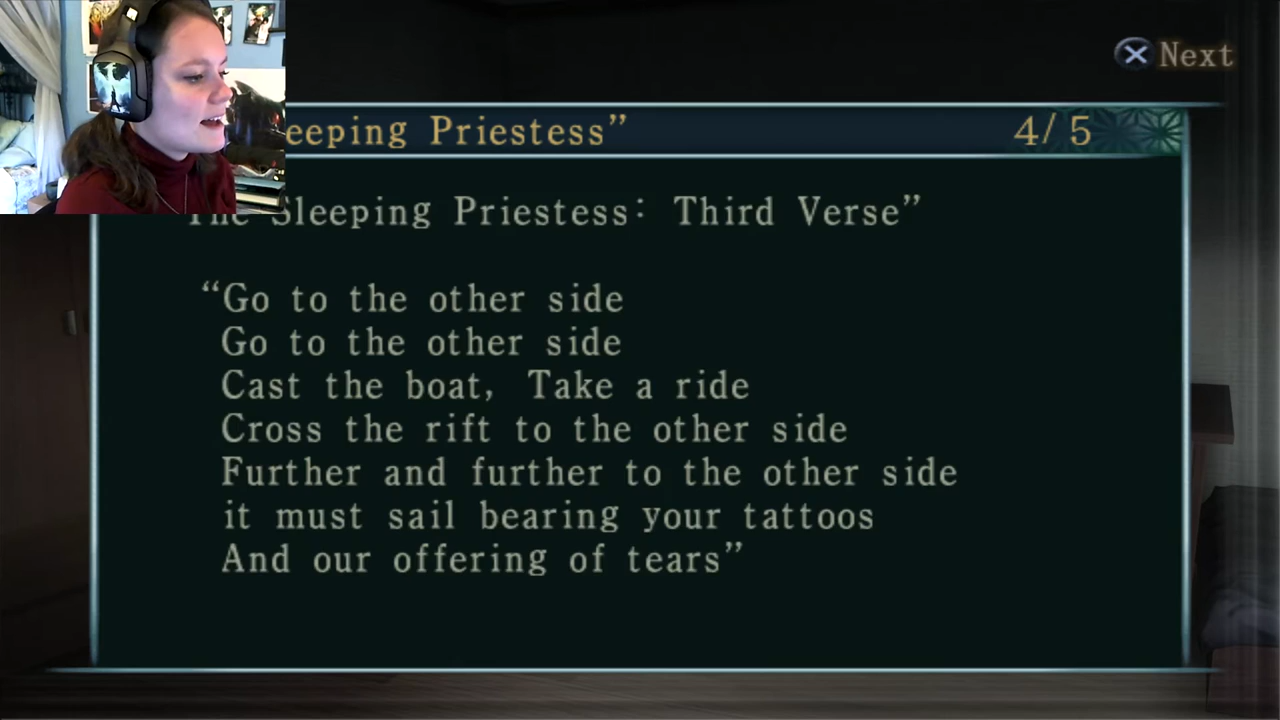 Next
eeping Priestess” 4/5
The Sleeping Priestess: Third Verse”
“Go to the other side
Go to the other side
Cast the boat, Take a ride
Cross the rift to the other side
Further and further to the other side
it must sail bearing your tattoos
And our offering of tears”